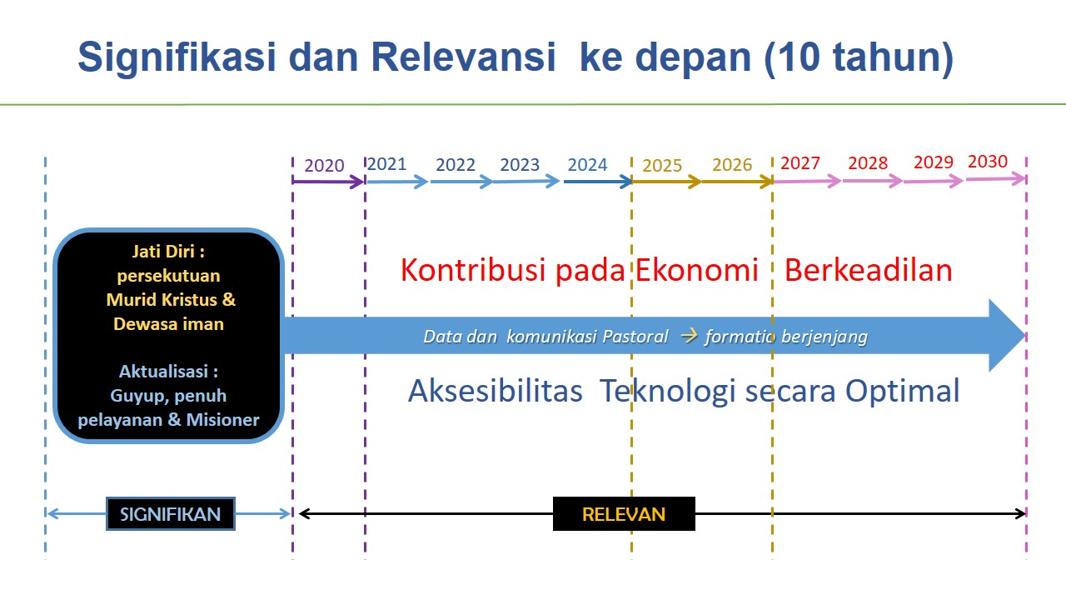 Signifikasi dan Relevansi ke depan (10 tahun)
2020 2021 2022 2023 2024 2025 2026 2027 2028 2029 2030
Jati Diri :
persekutuan
Murid Kristus &
Dewasa iman
Aktualisasi :
Guyup, penuh
pelayanan & Misioner
Kontribusi pada Ekonomi Berkeadilan
Data dan komunikasi Pastoral → formatio berjenjang
Aksesibilitas Teknologi secara Optimal
SIGNIFIKAN
RELEVAN